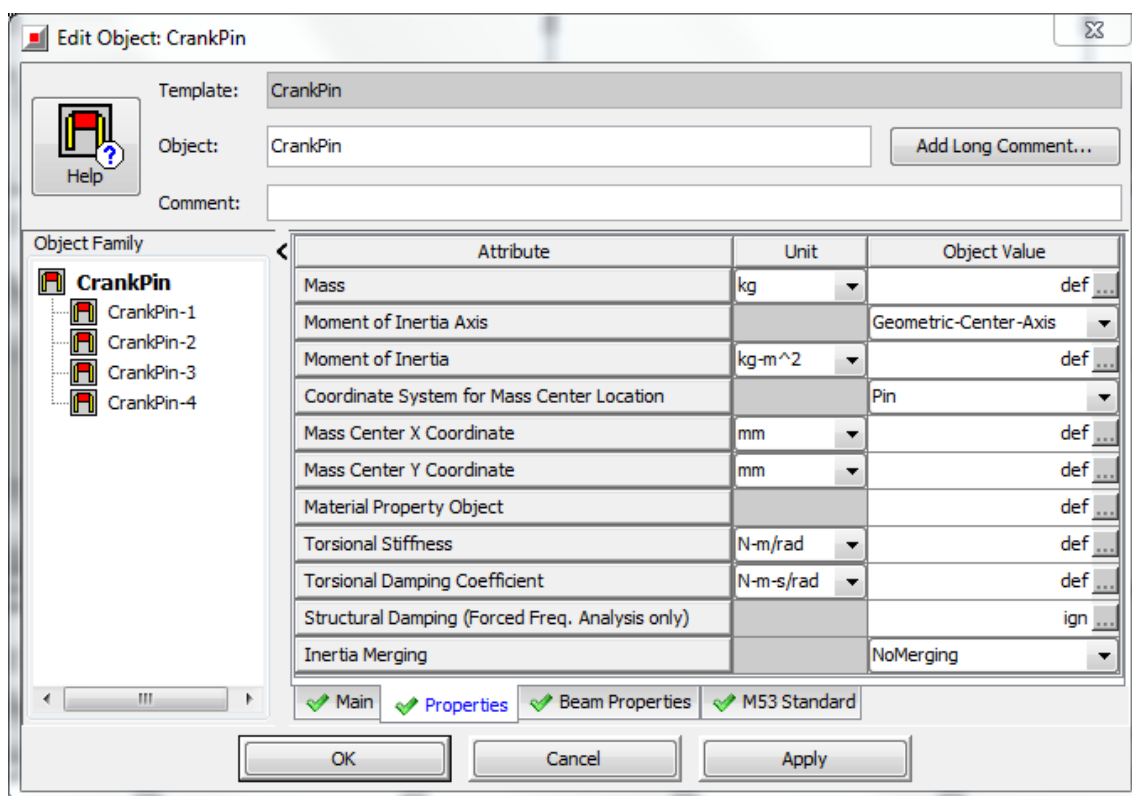 Edit Object: CrankPin
Template: CrankPin
Help
Object: CrankPin Add Long Comment...
Comment:
Object Family
CrankPin
CrankPin-1
CrankPin-2
CrankPin-3
CrankPin-4
Attribute Unit Object Value
Mass kg def ...
Moment of Inertia Axis Geometric-Center-Axis
Moment of Inertia kg-m^2 def ...
Coordinate System for Mass Center Location Pin
Mass Center X Coordinate mm def ...
Mass Center Y Coordinate mm def ...
Material Property Object def ...
Torsional Stiffness N-m/rad def ...
Torsional Damping Coefficient N-m-s/rad def ...
Structural Damping (Forced Freq. Analysis only) ign ...
Inertia Merging NoMerging
Main Properties Beam Properties M53 Standard
OK Cancel Apply